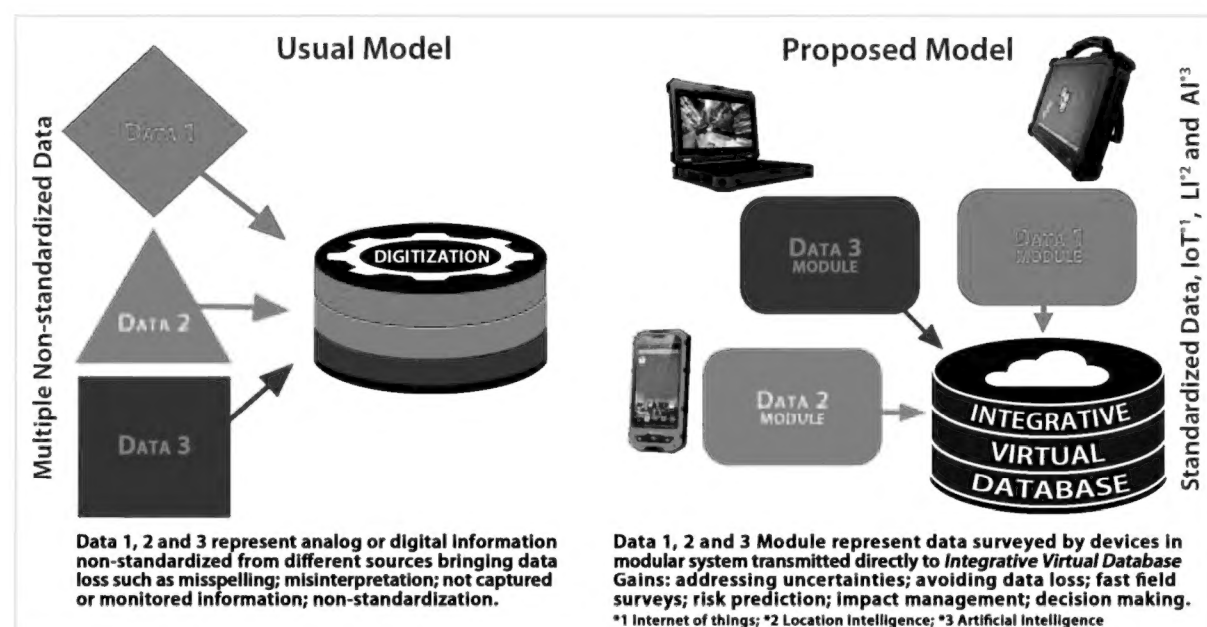 Usual Model
Multiple Non-standardized Data
DATA 1
DATA 2
DATA 3
DIGITIZATION
Data 1, 2 and 3 represent analog or digital information
non-standardized from different sources bringing data
loss such as misspelling; misinterpretation; not captured
or monitored information; non-standardization.
Proposed Model
DATA 3
MODULE
DATA 1
MODULE
DATA 2
MODULE
INTEGRATIVE
VIRTUAL
DATABASE
Standardized Data, IoT*1, LI*2 and AI*3
Data 1, 2 and 3 Module represent data surveyed by devices in
modular system transmitted directly to Integrative Virtual Database
Gains: addressing uncertainties; avoiding data loss; fast field
surveys; risk prediction; impact management; decision making.
*1 Internet of things; *2 Location Intelligence; *3 Artificial Intelligence